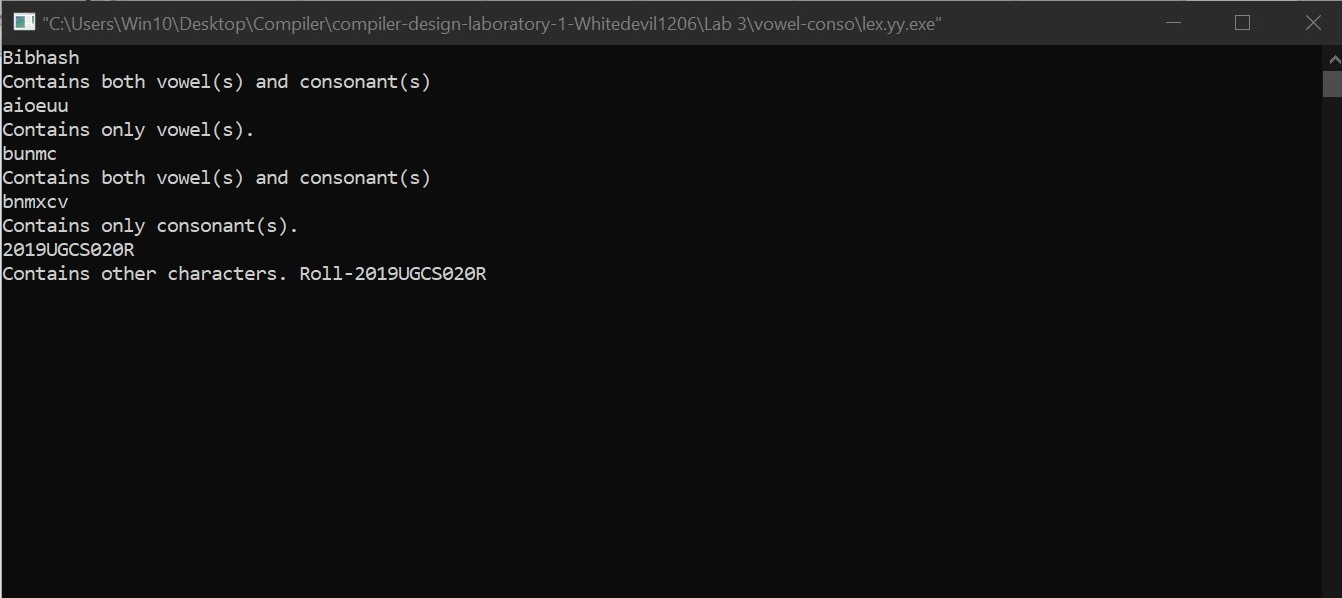 "C:\Users\Win10\Desktop\Compiler\compiler-design-laboratory-1-Whitedevil1206\Lab 3\vowel-conso\lex.yy.exe"
Bibhash
Contains both vowel(s) and consonant(s)
aioeuu
Contains only vowel(s).
bunmc
Contains both vowel(s) and consonant(s)
bnmxcv
Contains only consonant(s).
2019UGCS020R
Contains other characters. Roll-2019UGCS020R